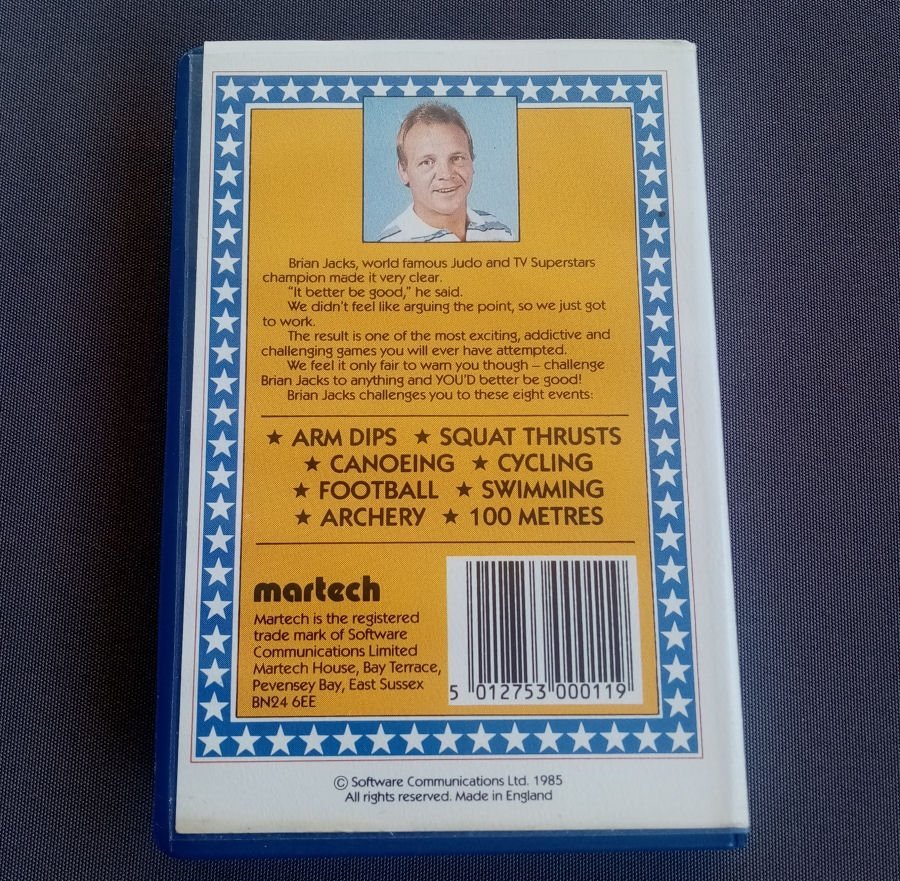 Brian Jacks, world famous Judo and TV Superstars
champion made it very clear.
"It better be good," he said.
We didn't feel like arguing the point, so we just got
to work.
The result is one of the most exciting, addictive and
challenging games you will ever have attempted.
We feel it only fair to warn you though – challenge
Brian Jacks to anything and YOU'D better be good!
Brian Jacks challenges you to these eight events:
★ ARM DIPS ★ SQUAT THRUSTS
★ CANOEING ★ CYCLING
★ FOOTBALL ★ SWIMMING
★ ARCHERY ★ 100 METRES
martech
Martech is the registered
trade mark of Software
Communications Limited
Martech House, Bay Terrace,
Pevensey Bay, East Sussex
BN24 6EE
5 012753 000119
© Software Communications Ltd. 1985
All rights reserved. Made in England